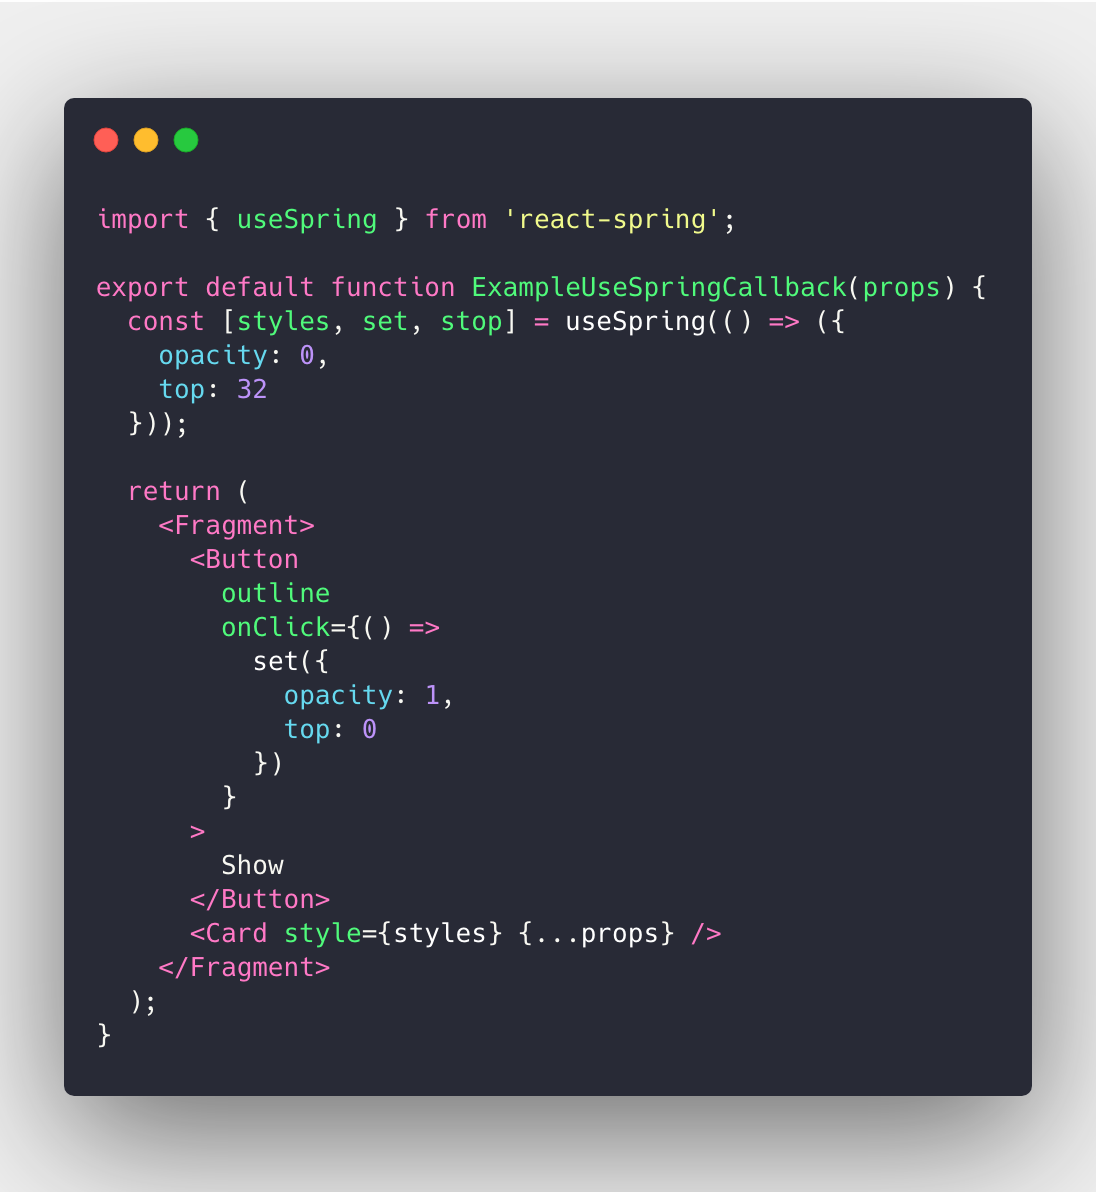 import { useSpring } from 'react-spring';

export default function ExampleUseSpringCallback(props) {
  const [styles, set, stop] = useSpring(() => ({
    opacity: 0,
    top: 32
  }));

  return (
    <Fragment>
      <Button
        outline
        onClick={() =>
          set({
            opacity: 1,
            top: 0
          })
        }
      >
        Show
      </Button>
      <Card style={styles} {...props} />
    </Fragment>
  );
}